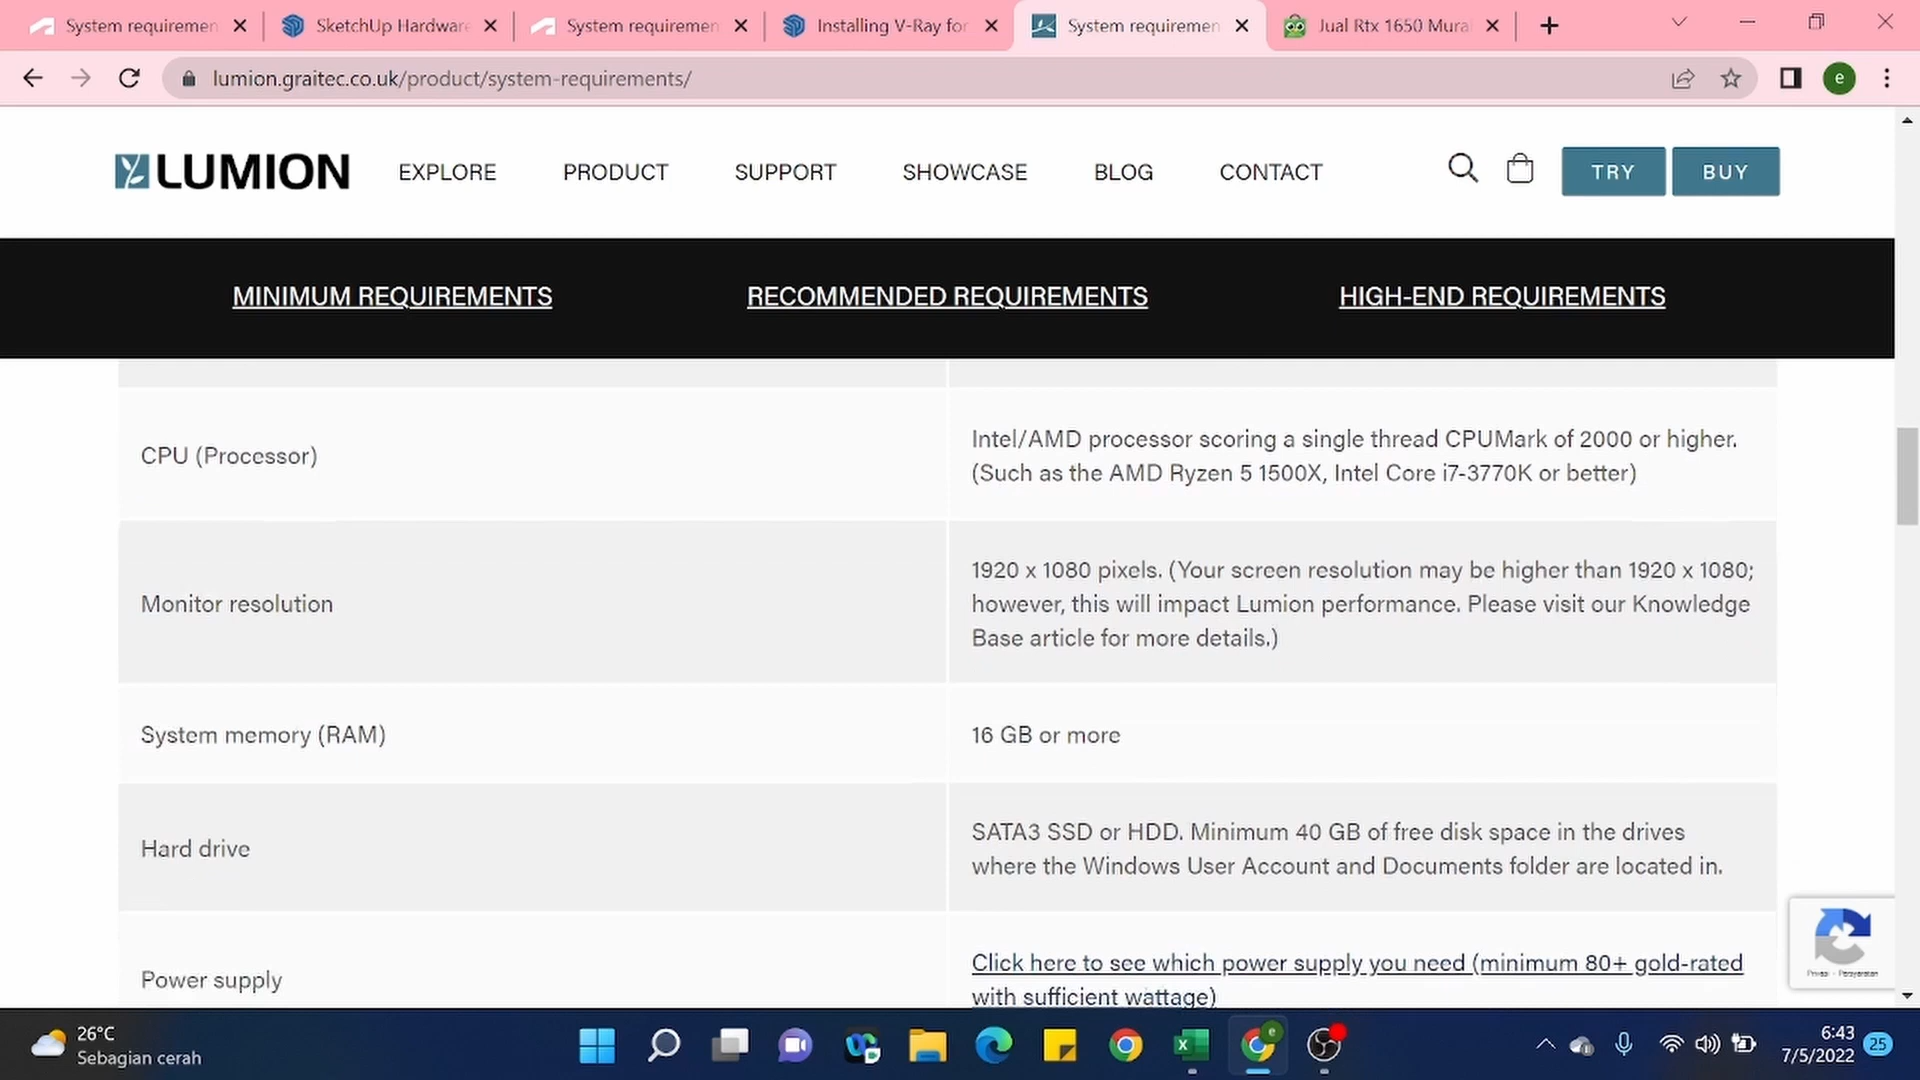 System requiremen
SketchUp Hardware
System requiremen
Installing V-Ray for
System requiremen
Jual Rtx 1650 Mura
lumion.graitec.co.uk/product/system-requirements/
e
LUMION
EXPLORE
PRODUCT
SUPPORT
SHOWCASE
BLOG
CONTACT
TRY
BUY
MINIMUM REQUIREMENTS
RECOMMENDED REQUIREMENTS
HIGH-END REQUIREMENTS
CPU (Processor)
Intel/AMD processor scoring a single thread CPUMark of 2000 or higher.
(Such as the AMD Ryzen 5 1500X, Intel Core i7-3770K or better)
Monitor resolution
1920 x 1080 pixels. (Your screen resolution may be higher than 1920 x 1080;
however, this will impact Lumion performance. Please visit our Knowledge
Base article for more details.)
System memory (RAM)
16 GB or more
Hard drive
SATA3 SSD or HDD. Minimum 40 GB of free disk space in the drives
where the Windows User Account and Documents folder are located in.
Power supply
Click here to see which power supply you need (minimum 80+ gold-rated
with sufficient wattage)
Privasi - Persyaratan
26°C
Sebagian cerah
6:43
7/5/2022
25